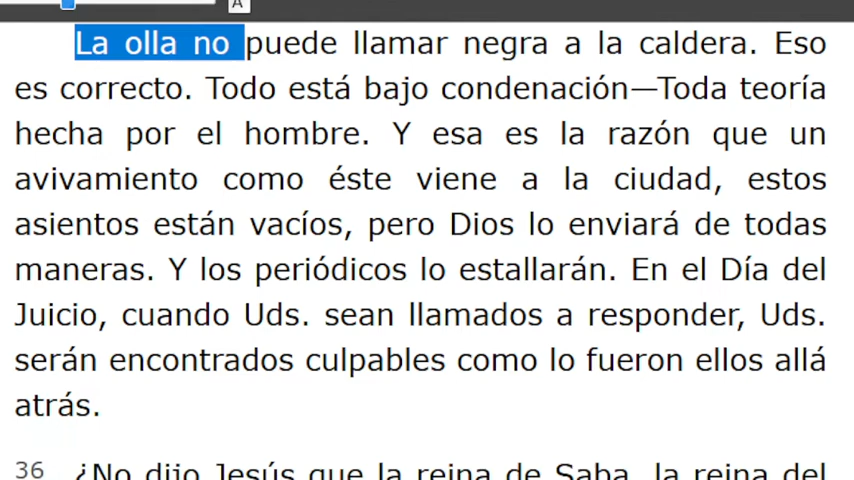 A
La olla no puede llamar negra a la caldera. Eso
es correcto. Todo está bajo condenación—Toda teoría
hecha por el hombre. Y esa es la razón que un
avivamiento como éste viene a la ciudad, estos
asientos están vacíos, pero Dios lo enviará de todas
maneras. Y los periódicos lo estallarán. En el Día del
Juicio, cuando Uds. sean llamados a responder, Uds.
serán encontrados culpables como lo fueron ellos allá
atrás.
36 ¿No dijo Jesús que la reina de Saba, la reina del